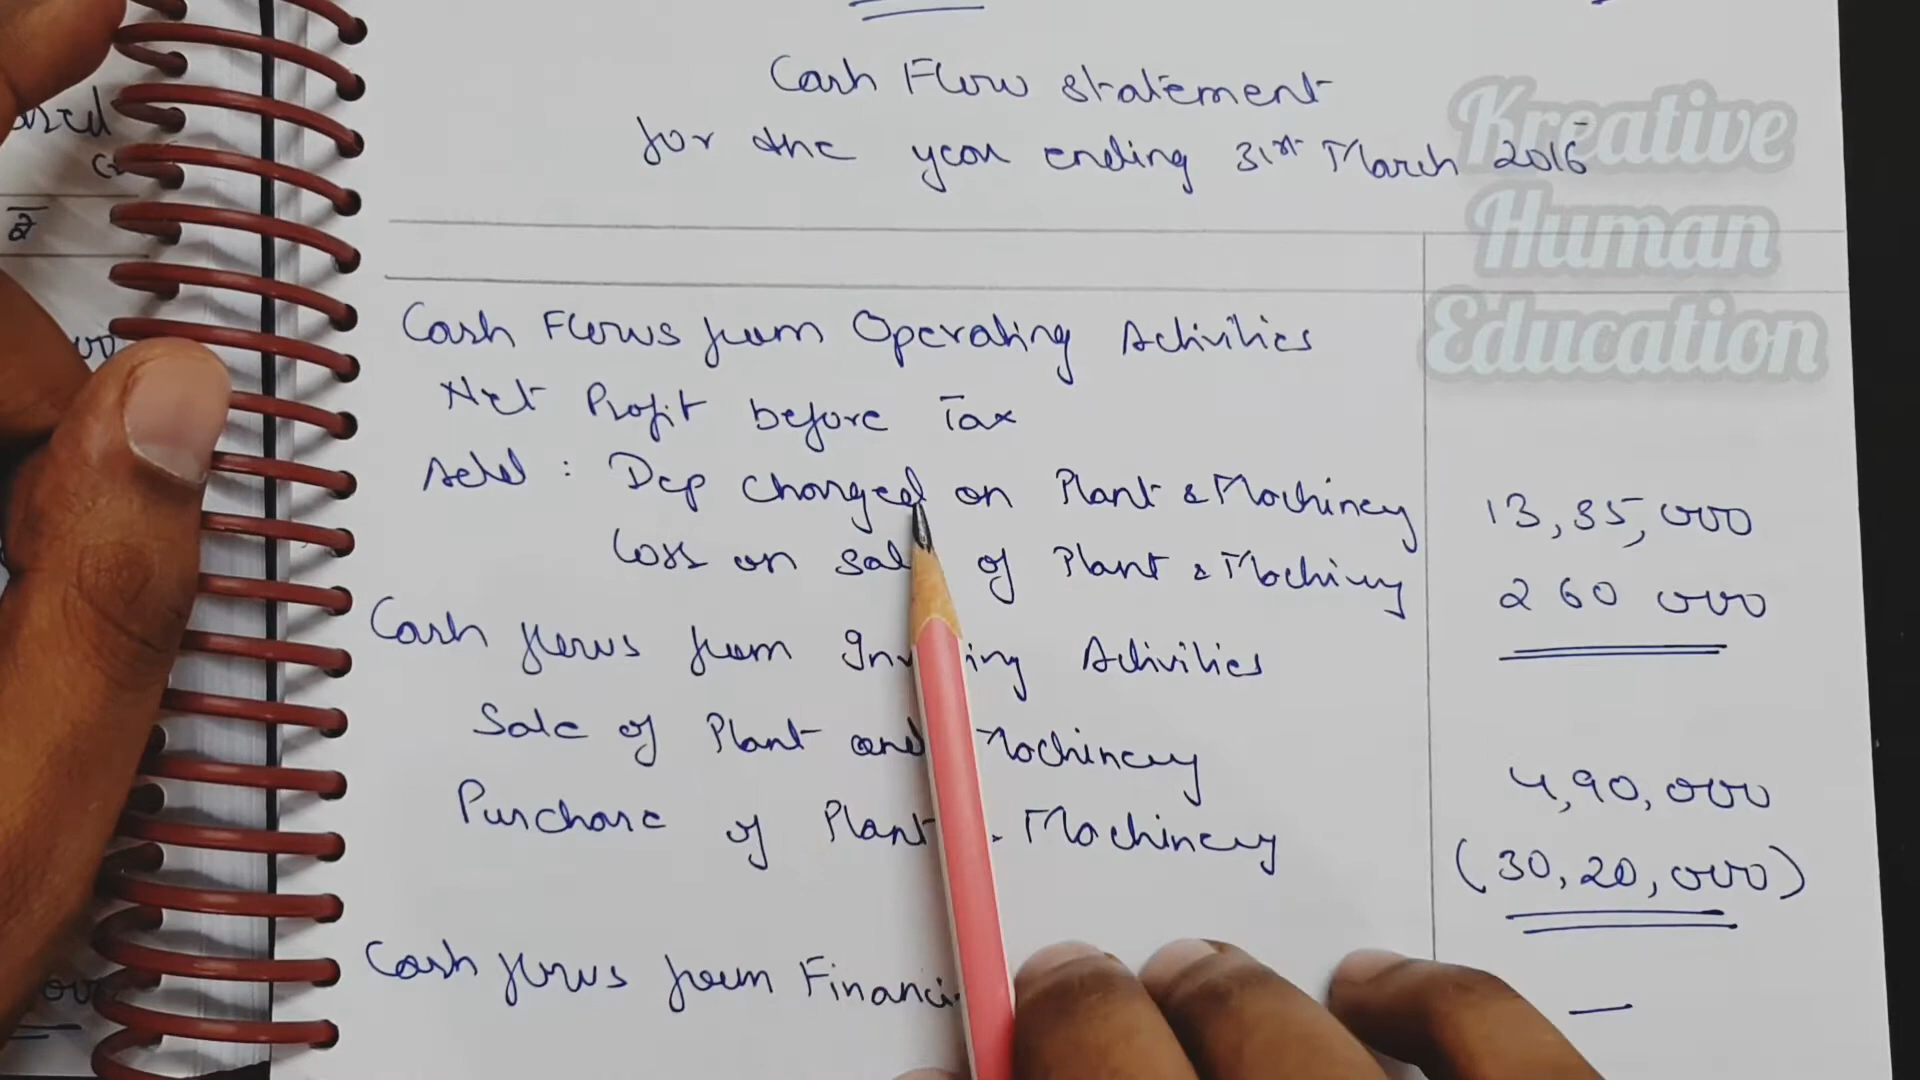 Cash Flow statement
for the year ending 31st March 2016
Kreative
Human
Education
Cash Flows from Operating Activities
Net Profit before Tax
Add : Dep charged on Plant & Machinery 13,35,000
Loss on Sal of Plant & Machinery 260 000
Cash flows from Inv ing Activities
Sale of Plant and Machinery 4,90,000
Purchase of Plant Machinery (30,20,000)
Cash flows from Financi —